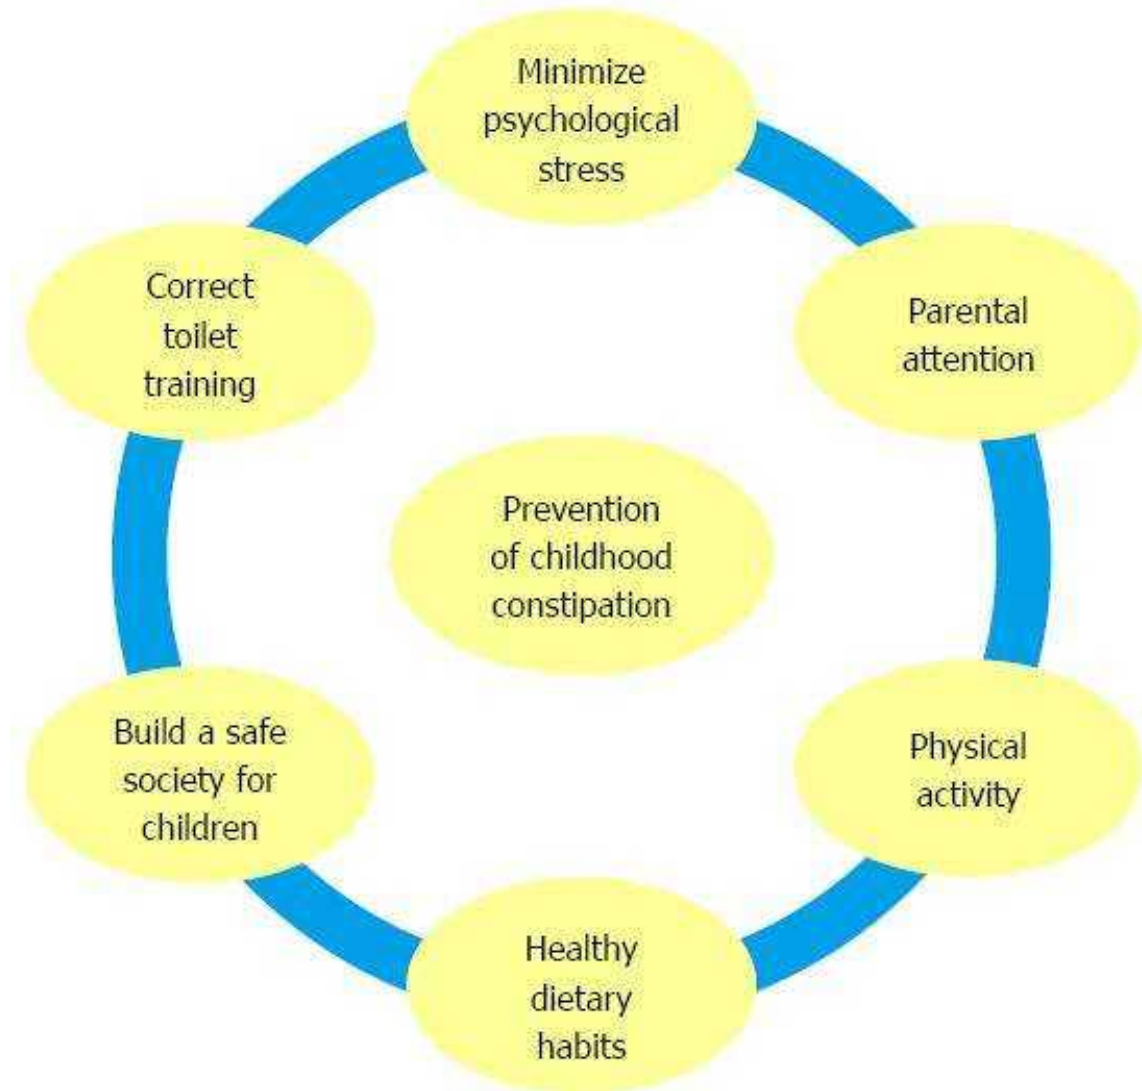 Minimize
psychological
stress
Correct
toilet
training
Parental
attention
Prevention
of childhood
constipation
Build a safe
society for
children
Physical
activity
Healthy
dietary
habits